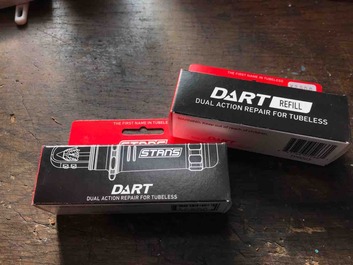 THE FIRST NAME IN TUBELESS
DART REFILL
DUAL ACTION REPAIR FOR TUBELESS
THE FIRST NAME IN TUBELESS
STANS
DART
DUAL ACTION REPAIR FOR TUBELESS